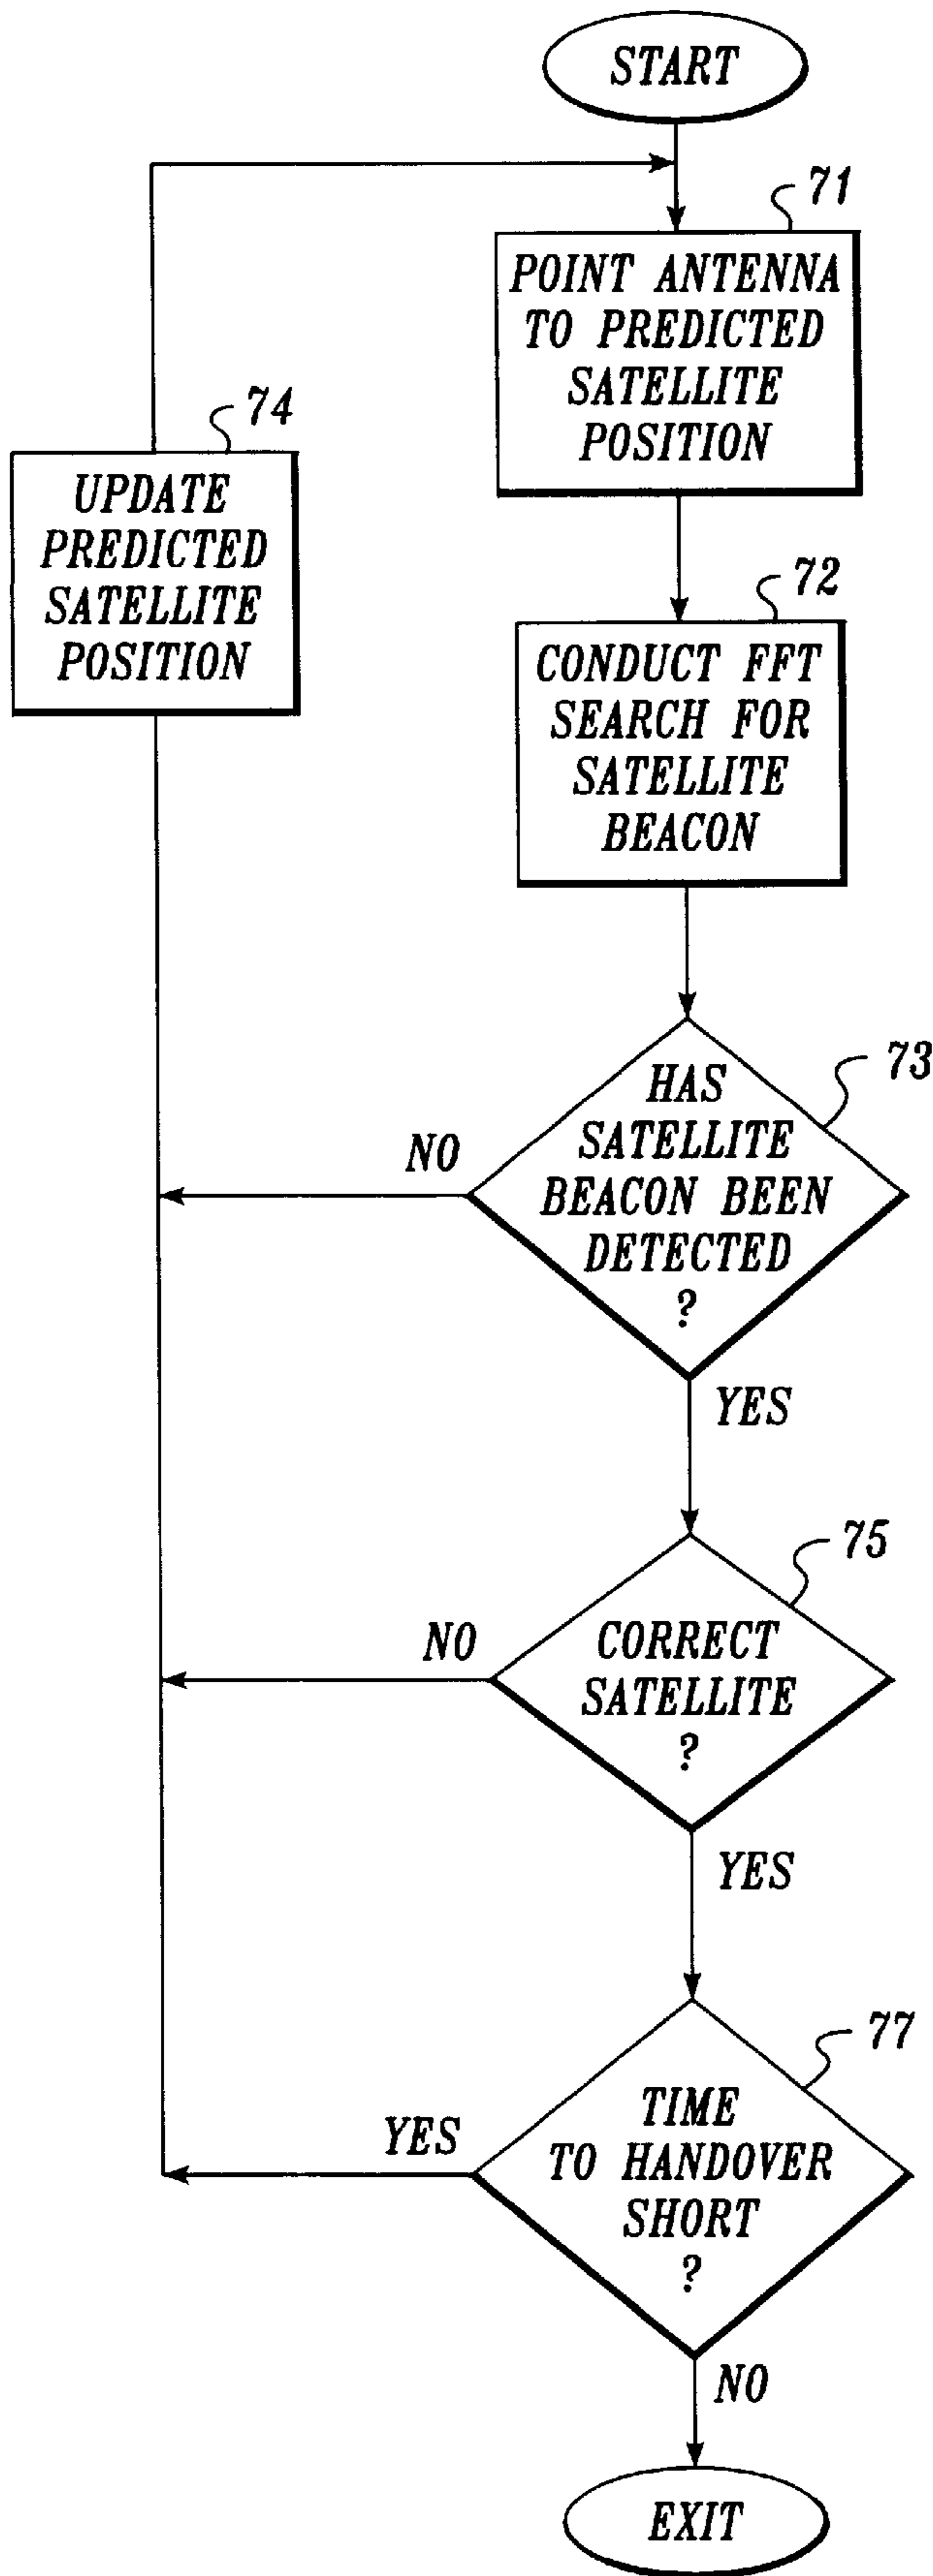 START
71
POINT ANTENNA
TO PREDICTED
SATELLITE
POSITION
74
UPDATE
PREDICTED
SATELLITE
POSITION
72
CONDUCT FFT
SEARCH FOR
SATELLITE
BEACON
73
HAS
SATELLITE
BEACON BEEN
DETECTED
?
NO
YES
75
CORRECT
SATELLITE
?
NO
YES
77
TIME
TO HANDOVER
SHORT
?
YES
NO
EXIT